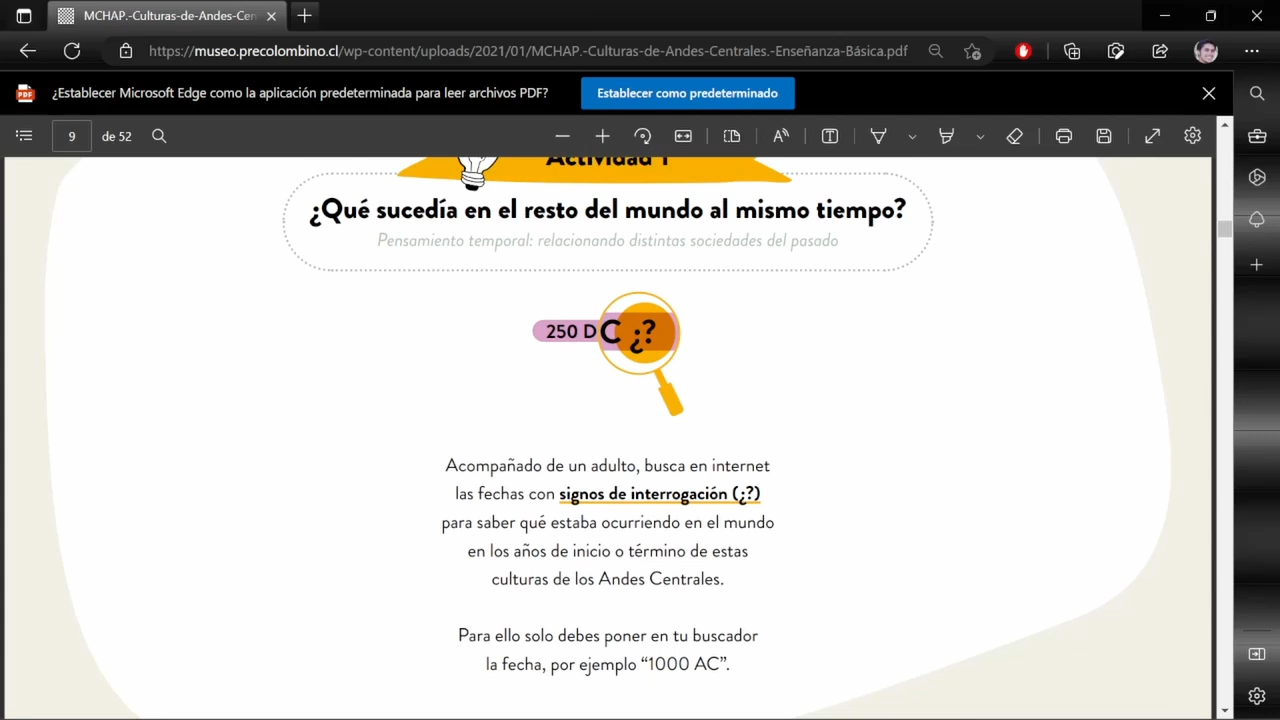 MCHAP.-Culturas-de-Andes-Cen
https://museo.precolombino.cl/wp-content/uploads/2021/01/MCHAP.-Culturas-de-Andes-Centrales.-Enseñanza-Básica.pdf
PDF
¿Establecer Microsoft Edge como la aplicación predeterminada para leer archivos PDF?
Establecer como predeterminado
9 de 52
Actividad 1
¿Qué sucedía en el resto del mundo al mismo tiempo?
Pensamiento temporal: relacionando distintas sociedades del pasado
250 DC ¿?
Acompañado de un adulto, busca en internet
las fechas con signos de interrogación (¿?)
para saber qué estaba ocurriendo en el mundo
en los años de inicio o término de estas
culturas de los Andes Centrales.
Para ello solo debes poner en tu buscador
la fecha, por ejemplo “1000 AC”.